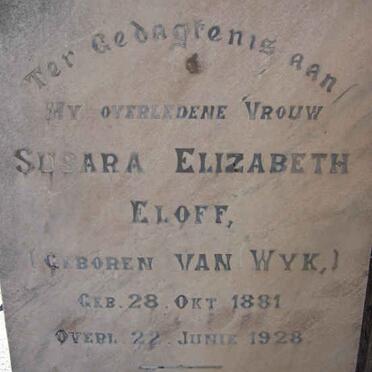 Ter Gedagtenis aan
My overledene Vrouw
Susara Elizabeth
Eloff,
(Geboren van Wyk,)
Geb. 28. Okt 1881
Overl. 22 Junie 1928.